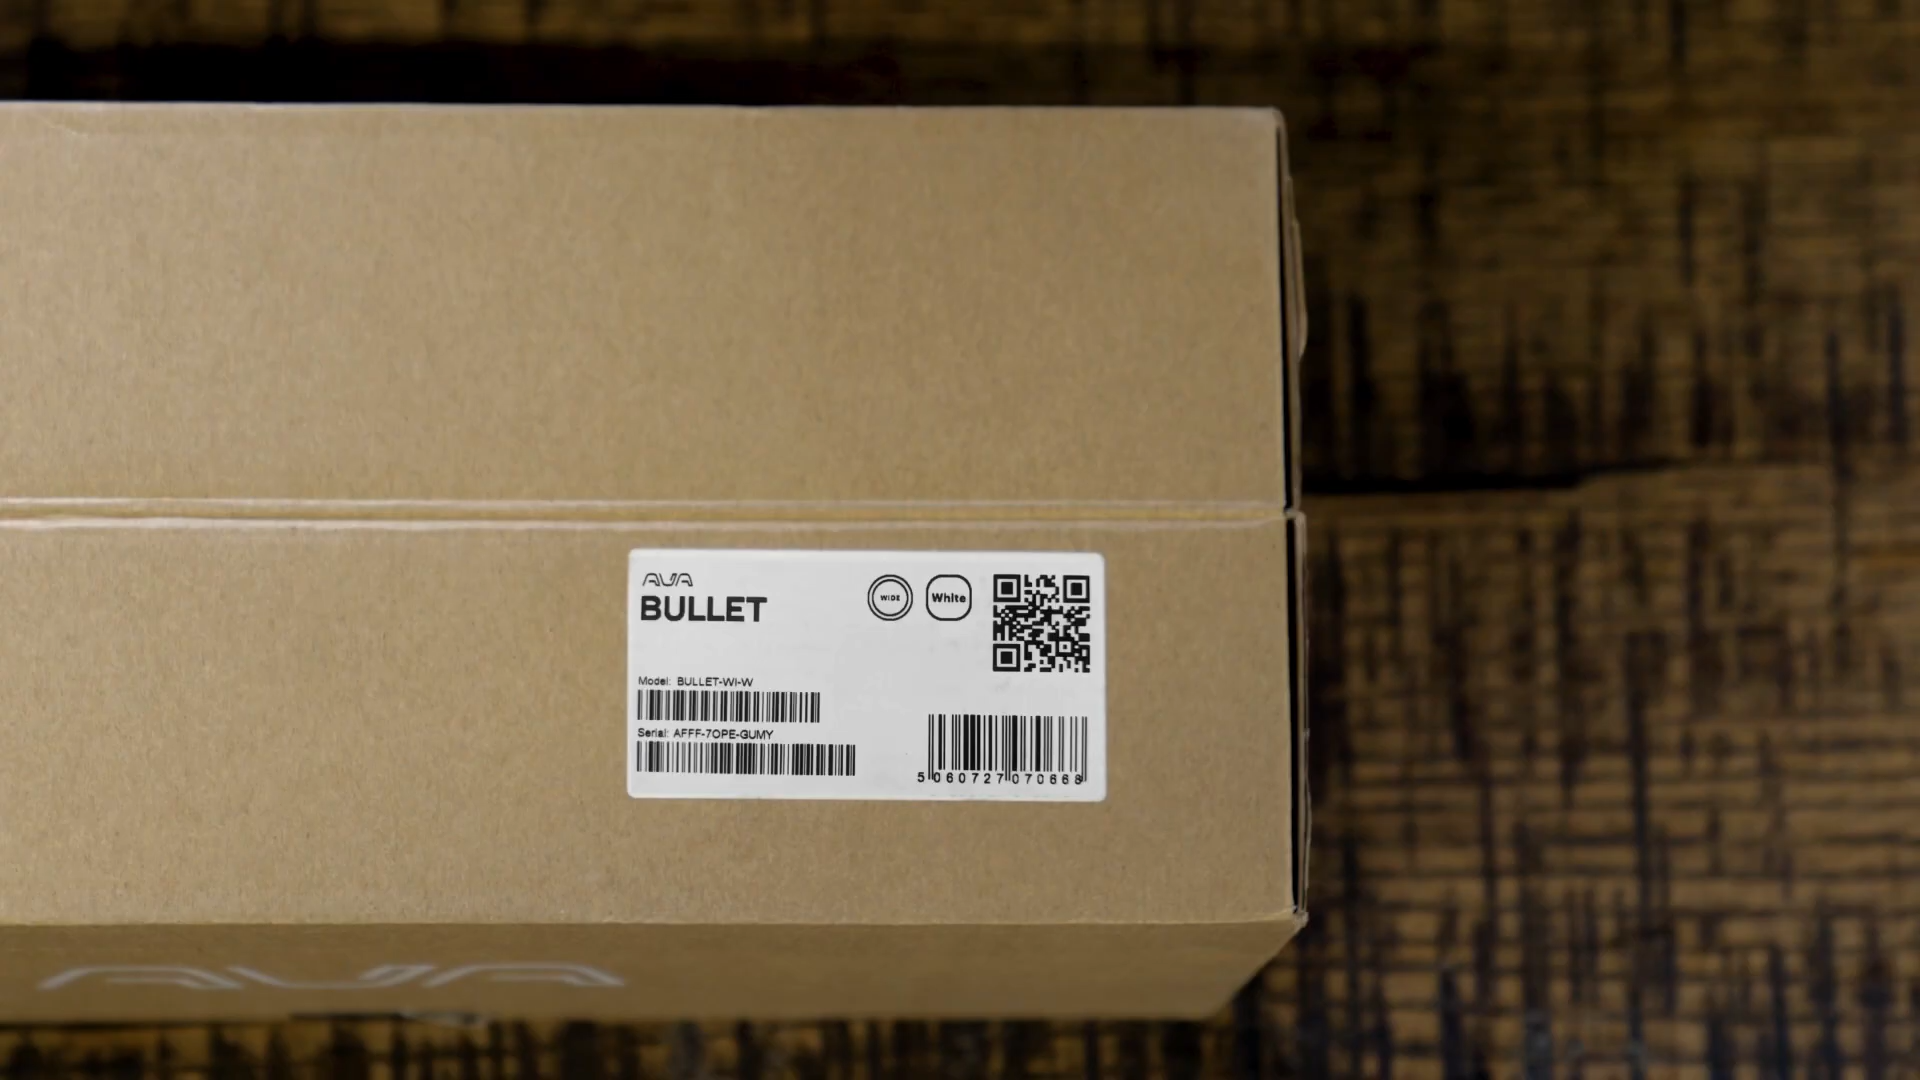 AVA
BULLET
WIDE
White
Model: BULLET-WI-W
Serial: AFFF-7OPE-GUMY
5 060727 070668
AVA